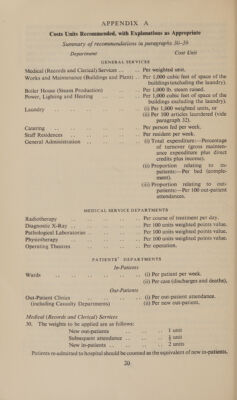 APPENDIX A
Costs Units Recommended, with Explanations as Appropriate
Summary of recommendations in paragraphs 30-39
Department Cost Unit
GENERAL SERVICES
Medical (Records and Clerical) Services .. .. Per weighted unit.
Works and Maintenance (Buildings and Plant) .. Per 1,000 cubic feet of space of the
buildings (including the laundry).
Boiler House (Steam Production) .. .. Per 1,000 lb. steam raised.
Power, Lighting and Heating .. .. .. Per 1,000 cubic feet of space of the
buildings excluding the laundry.
Laundry .. .. .. .. .. (i) Per 1,000 weighted units, or
(ii) Per 100 articles laundered (vide
paragraph 32).
Catering .. .. .. .. .. Per person fed per week.
Staff Residences .. .. .. .. Per resident per week.
General Administration .. .. .. .. (i) Total expenditure—Percentage
of turnover (gross mainten-
ance expenditure plus direct
credits plus income).
(ii) Proportion relating to in-
patients:—Per bed (comple-
ment).
(iii) Proportion relating to out-
patients:—Per 100 out-patient
attendances.
MEDICAL SERVICE DEPARTMENTS
Radiotherapy .. .. .. .. Per course of treatment per day.
Diagnostic X-Ray .. .. .. .. Per 100 units weighted points value.
Pathological Laboratories .. .. .. Per 100 units weighted points value.
Physiotherapy .. .. .. .. Per 100 units weighted points value.
Operating Theatres .. .. .. .. Per operation.
PATIENTS' DEPARTMENTS
In-Patients
Wards .. .. .. .. .. (i) Per patient per week.
(ii) Per case (discharges and deaths).
Out-Patients
Out-Patient Clinics .. .. .. .. (i) Per out-patient attendance.
(including Casualty Departments) (ii) Per new out-patient.
Medical (Records and Clerical) Services
30. The weights to be applied are as follows:
New out-patients .. .. .. 1 unit
Subsequent attendance .. .. .. unit
New in-patients .. .. .. 2 units
Patients re-admitted to hospital should be counted as the equivalent of new in-patients.
20